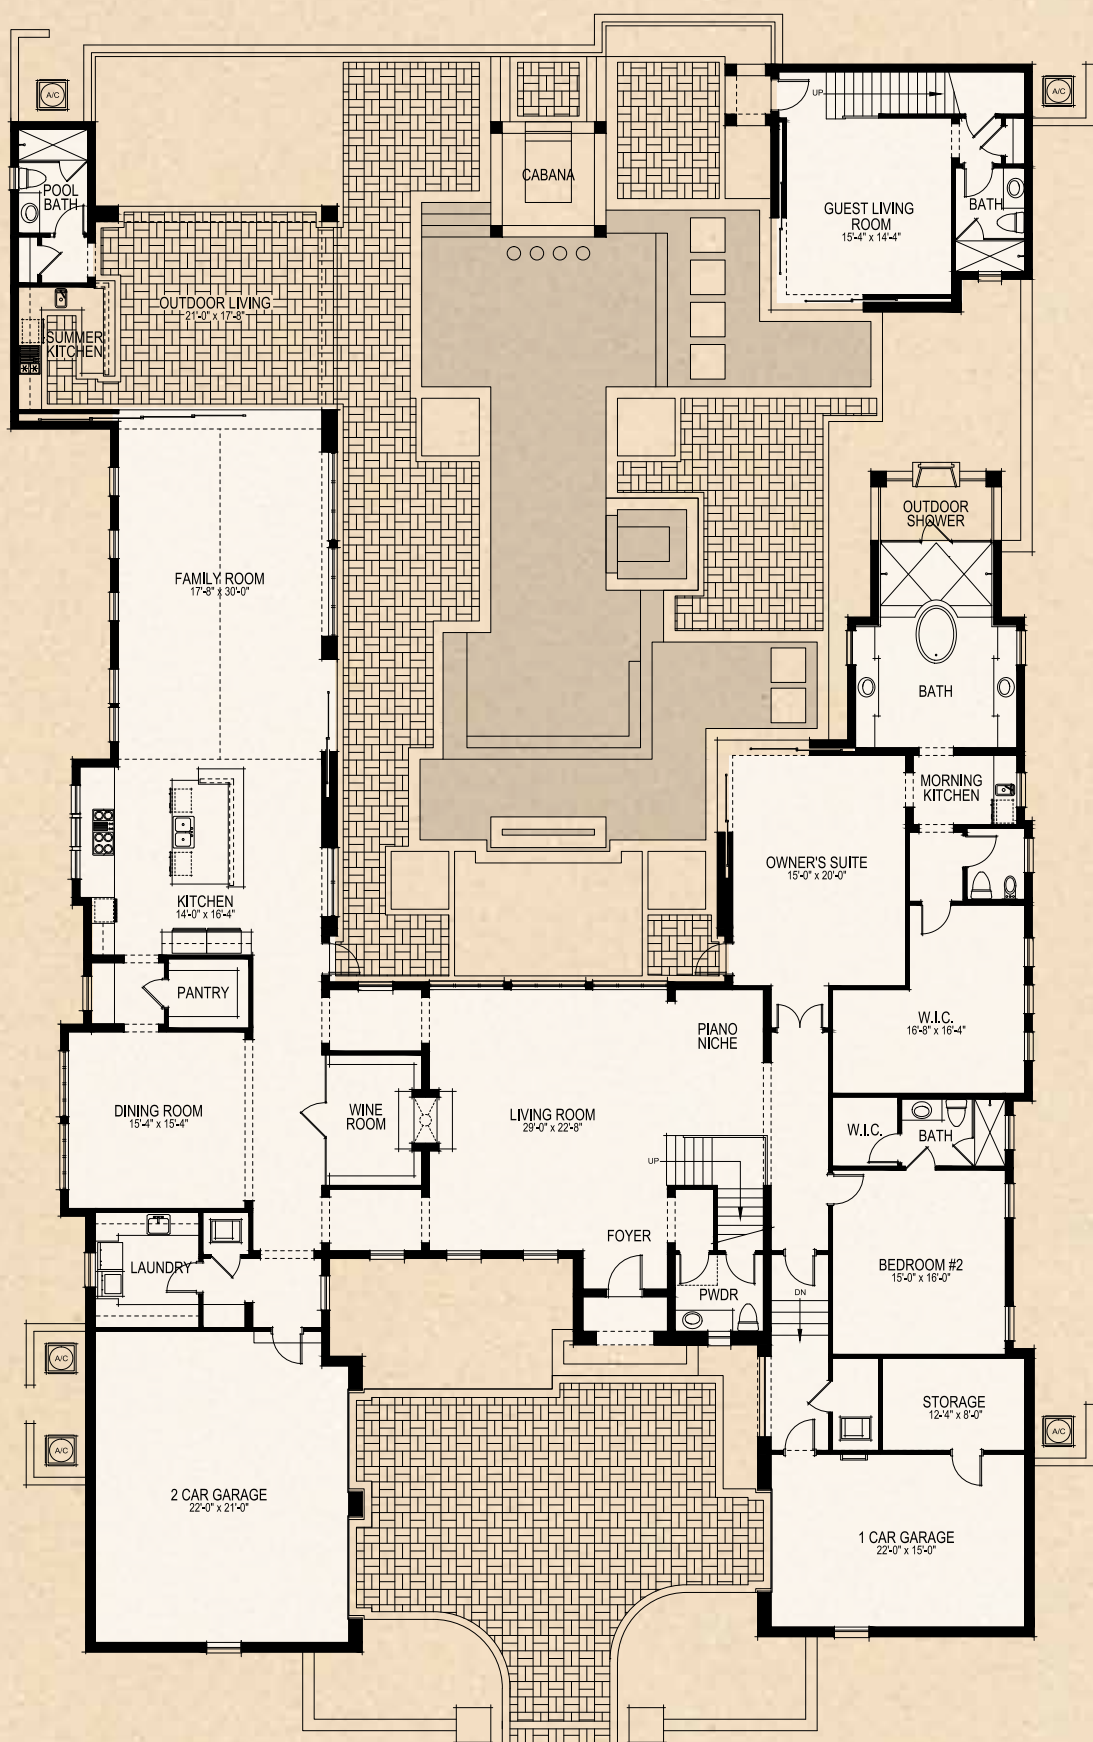 A/C
A/C
UP
POOL
BATH
CABANA
GUEST LIVING
ROOM
15'-4" x 14'-4"
BATH
OUTDOOR LIVING
21'-0" x 17'-8"
SUMMER
KITCHEN
OUTDOOR
SHOWER
FAMILY ROOM
17'-8" x 30'-0"
BATH
MORNING
KITCHEN
OWNER'S SUITE
15'-0" x 20'-0"
KITCHEN
14'-0" x 16'-4"
PANTRY
W.I.C.
16'-8" x 16'-4"
PIANO
NICHE
DINING ROOM
15'-4" x 15'-4"
WINE
ROOM
LIVING ROOM
29'-0" x 22'-8"
W.I.C.
BATH
UP
FOYER
LAUNDRY
BEDROOM #2
15'-0" x 16'-0"
PWDR
DN
A/C
STORAGE
12'-4" x 8'-0"
A/C
A/C
2 CAR GARAGE
22'-0" x 21'-0"
1 CAR GARAGE
22'-0" x 15'-0"